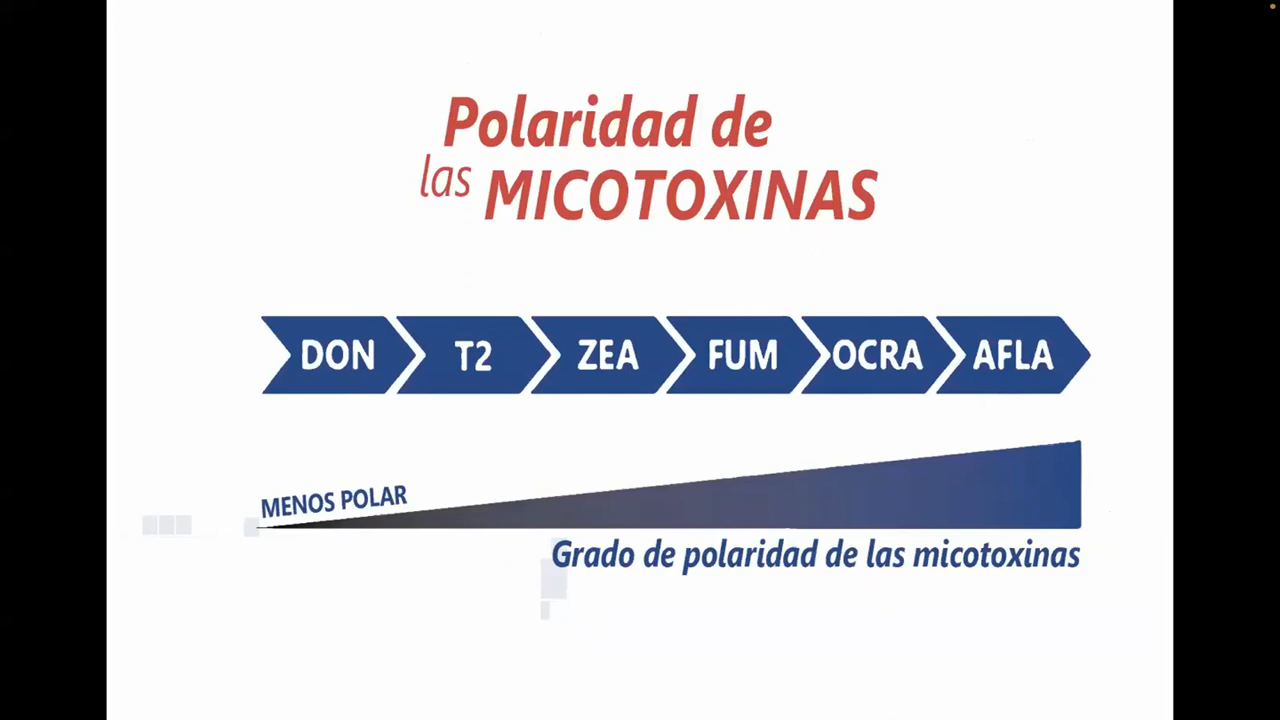 Polaridad de
las MICOTOXINAS
DON T2 ZEA FUM OCRA AFLA
MENOS POLAR
Grado de polaridad de las micotoxinas